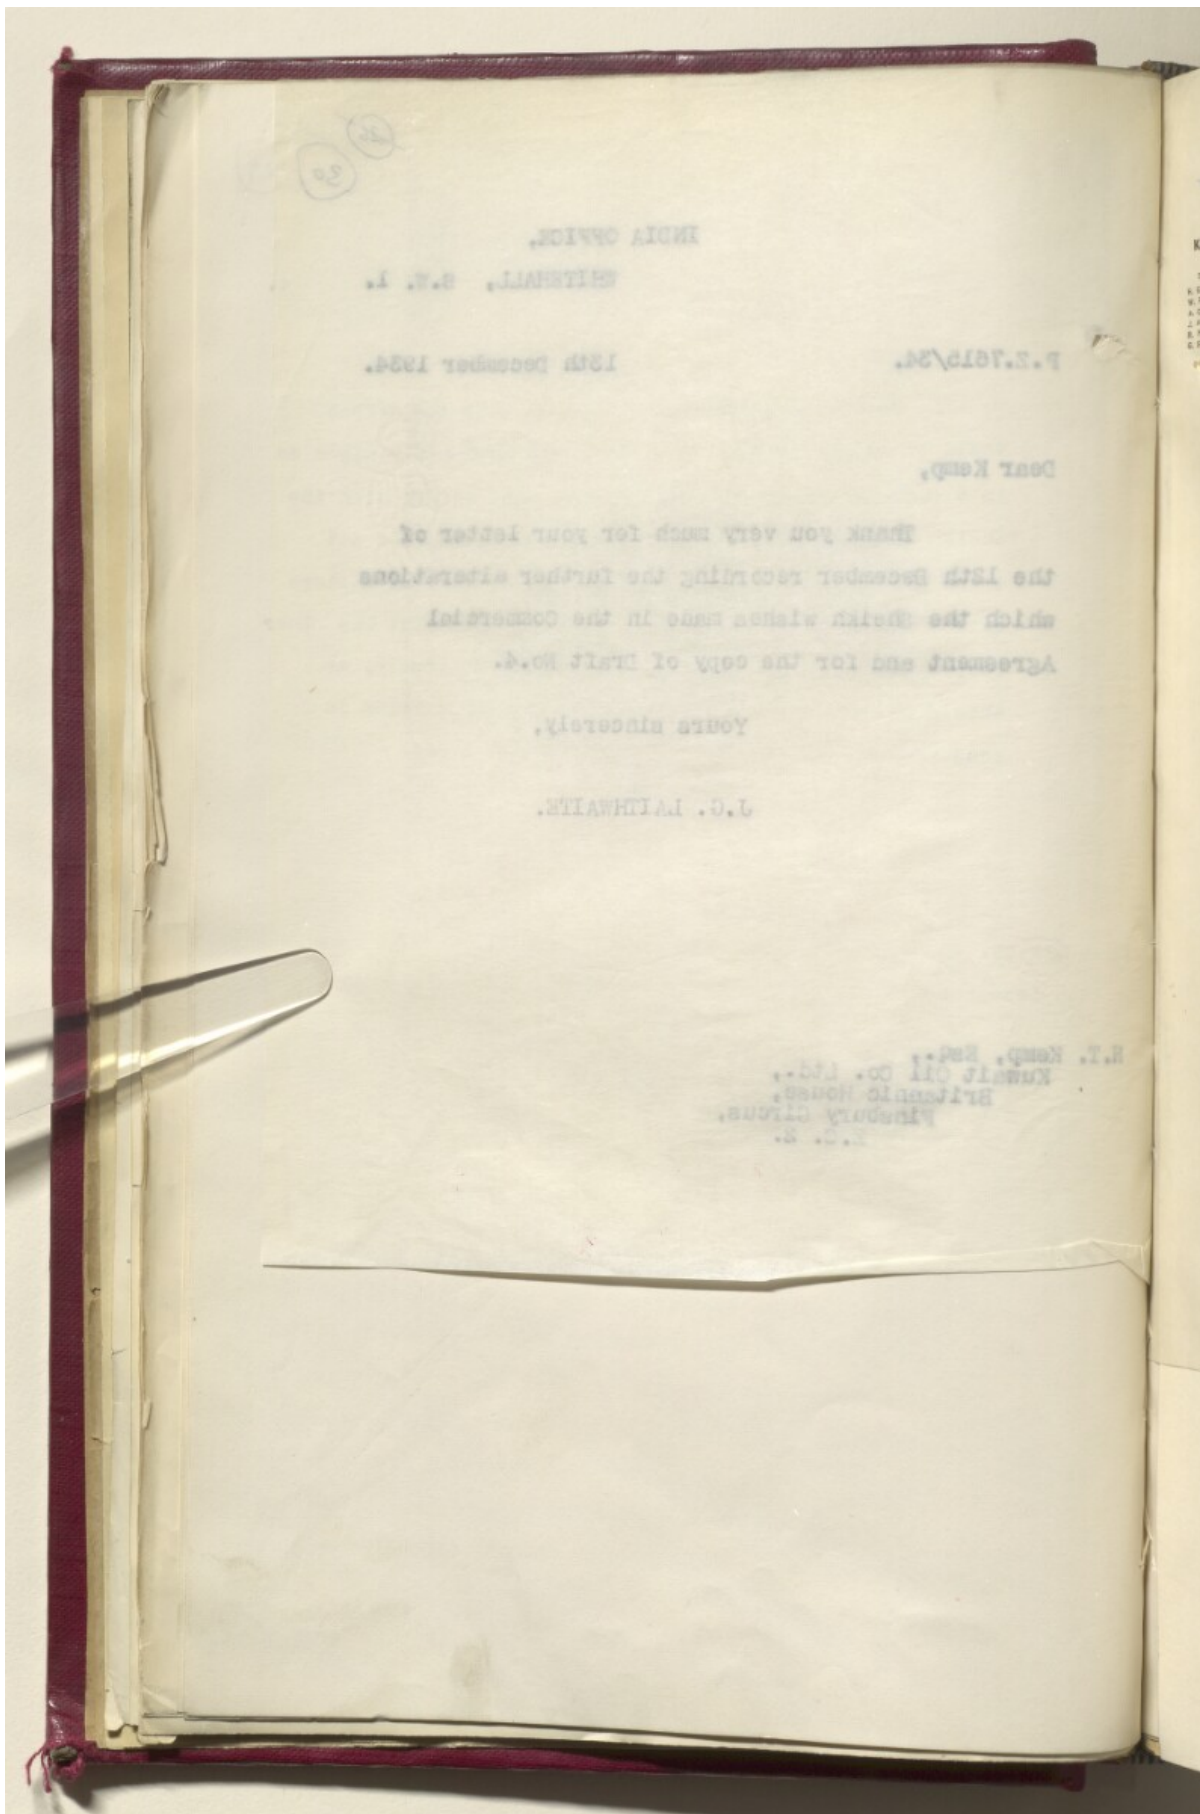 30
INDIA OFFICE,
WHITEHALL, S.W. 1.
P.Z.7615/34. 13th December 1934.
Dear Kemp,
Thank you very much for your letter of
the 12th December recording the further alterations
which the Sheikh wishes made in the Commercial
Agreement and for the copy of Draft No.4.
Yours sincerely,
J.G. LAITHWAITE.
N.T. Kemp, Esq.,
Kuwait Oil Co. Ltd.,
Britannic House,
Finsbury Circus,
E.C. 2.